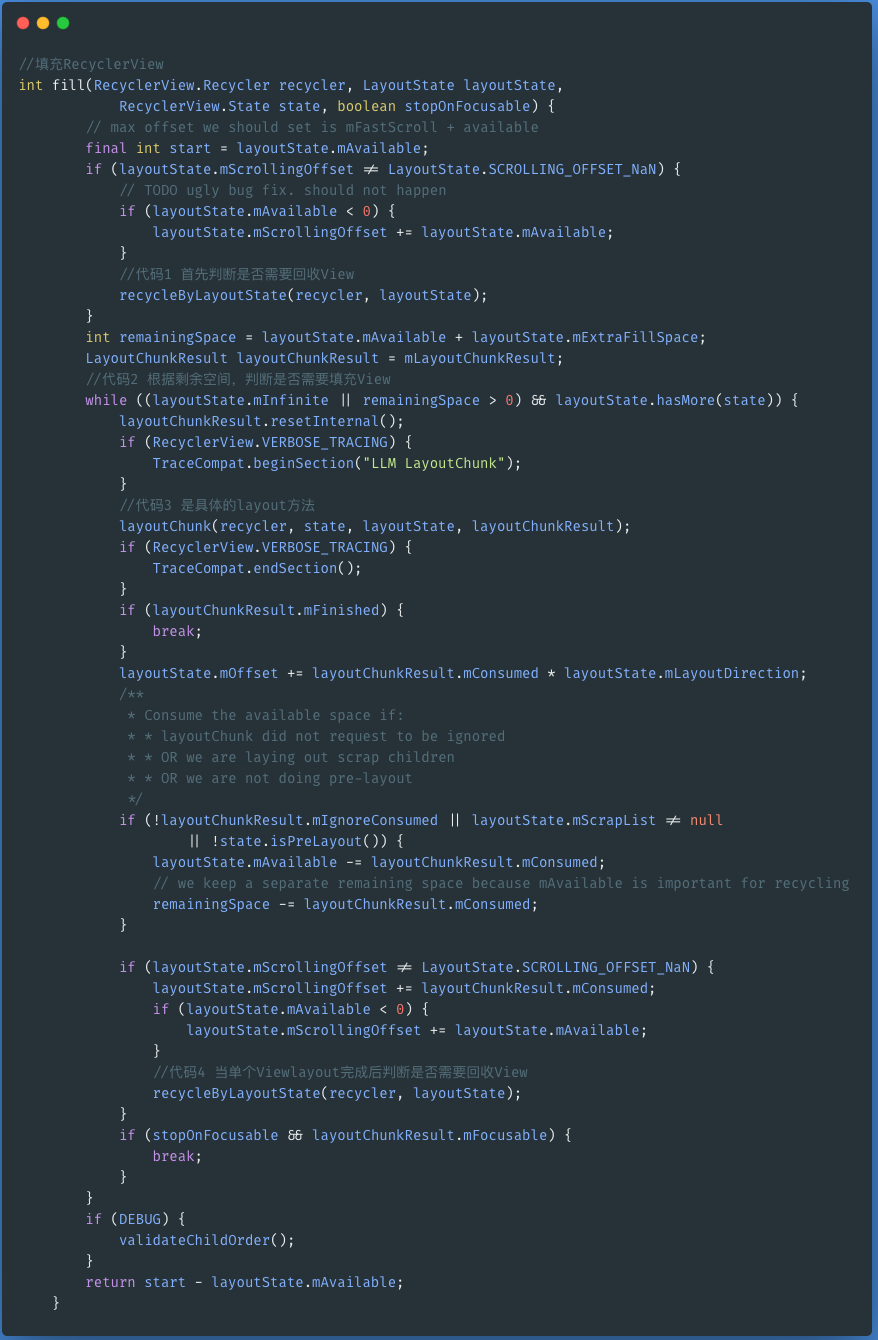 //填充RecyclerView
int fill(RecyclerView.Recycler recycler, LayoutState layoutState,
            RecyclerView.State state, boolean stopOnFocusable) {
        // max offset we should set is mFastScroll + available
        final int start = layoutState.mAvailable;
        if (layoutState.mScrollingOffset != LayoutState.SCROLLING_OFFSET_NaN) {
            // TODO ugly bug fix. should not happen
            if (layoutState.mAvailable < 0) {
                layoutState.mScrollingOffset += layoutState.mAvailable;
            }
            //代码1 首先判断是否需要回收View
            recycleByLayoutState(recycler, layoutState);
        }
        int remainingSpace = layoutState.mAvailable + layoutState.mExtraFillSpace;
        LayoutChunkResult layoutChunkResult = mLayoutChunkResult;
        //代码2 根据剩余空间，判断是否需要填充View
        while ((layoutState.mInfinite || remainingSpace > 0) && layoutState.hasMore(state)) {
            layoutChunkResult.resetInternal();
            if (RecyclerView.VERBOSE_TRACING) {
                TraceCompat.beginSection("LLM LayoutChunk");
            }
            //代码3 是具体的layout方法
            layoutChunk(recycler, state, layoutState, layoutChunkResult);
            if (RecyclerView.VERBOSE_TRACING) {
                TraceCompat.endSection();
            }
            if (layoutChunkResult.mFinished) {
                break;
            }
            layoutState.mOffset += layoutChunkResult.mConsumed * layoutState.mLayoutDirection;
            /**
             * Consume the available space if:
             * * layoutChunk did not request to be ignored
             * * OR we are laying out scrap children
             * * OR we are not doing pre-layout
             */
            if (!layoutChunkResult.mIgnoreConsumed || layoutState.mScrapList != null
                    || !state.isPreLayout()) {
                layoutState.mAvailable -= layoutChunkResult.mConsumed;
                // we keep a separate remaining space because mAvailable is important for recycling
                remainingSpace -= layoutChunkResult.mConsumed;
            }

            if (layoutState.mScrollingOffset != LayoutState.SCROLLING_OFFSET_NaN) {
                layoutState.mScrollingOffset += layoutChunkResult.mConsumed;
                if (layoutState.mAvailable < 0) {
                    layoutState.mScrollingOffset += layoutState.mAvailable;
                }
                //代码4 当单个Viewlayout完成后判断是否需要回收View
                recycleByLayoutState(recycler, layoutState);
            }
            if (stopOnFocusable && layoutChunkResult.mFocusable) {
                break;
            }
        }
        if (DEBUG) {
            validateChildOrder();
        }
        return start - layoutState.mAvailable;
    }